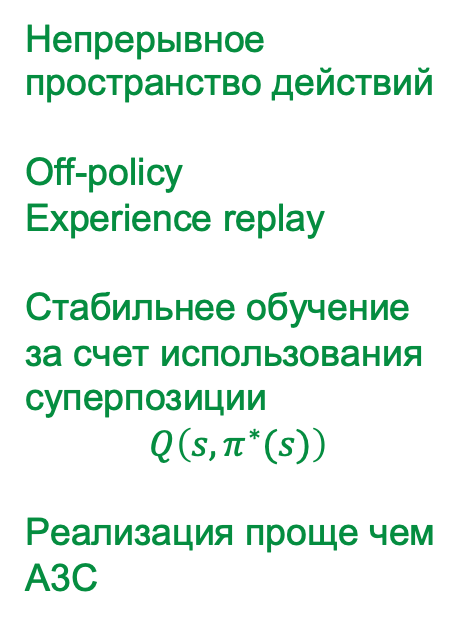 Непрерывное
пространство действий
Off-policy
Experience replay
Стабильнее обучение
за счет использования
суперпозиции
Q(s, π*(s))
Реализация проще чем
A3C